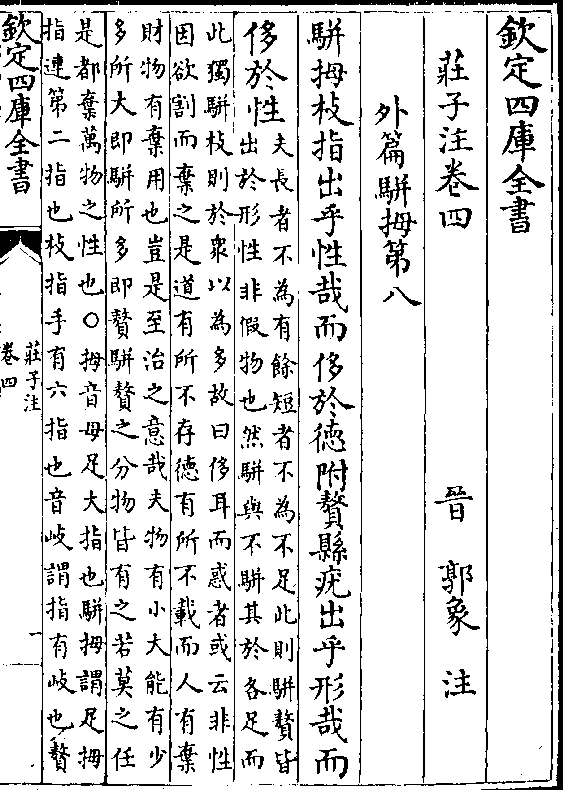 欽定四庫全書
莊子注卷四　晉　郭象　注
外篇駢拇第八
駢拇枝指出乎性哉而侈於德附贅縣疣出乎形哉而
侈於性
夫長者不為有餘短者不為不足此則駢贅皆
出於形性非假物也然駢與不駢其於各足而
此獨駢枝則於衆以為多故曰侈耳而惑者或云非性
因欲割而棄之是道有所不存德有所不載而人有棄
財物有棄用也豈是至治之意哉夫物有小大能有少
多所大即駢所多即贅駢贅之分物皆有之若莫之任
是都棄萬物之性也〇拇音母足大指也駢拇謂足拇
指連第二指也枝指手有六指也音岐謂指有岐也贅
欽定四庫全書
莊子注
卷四
一